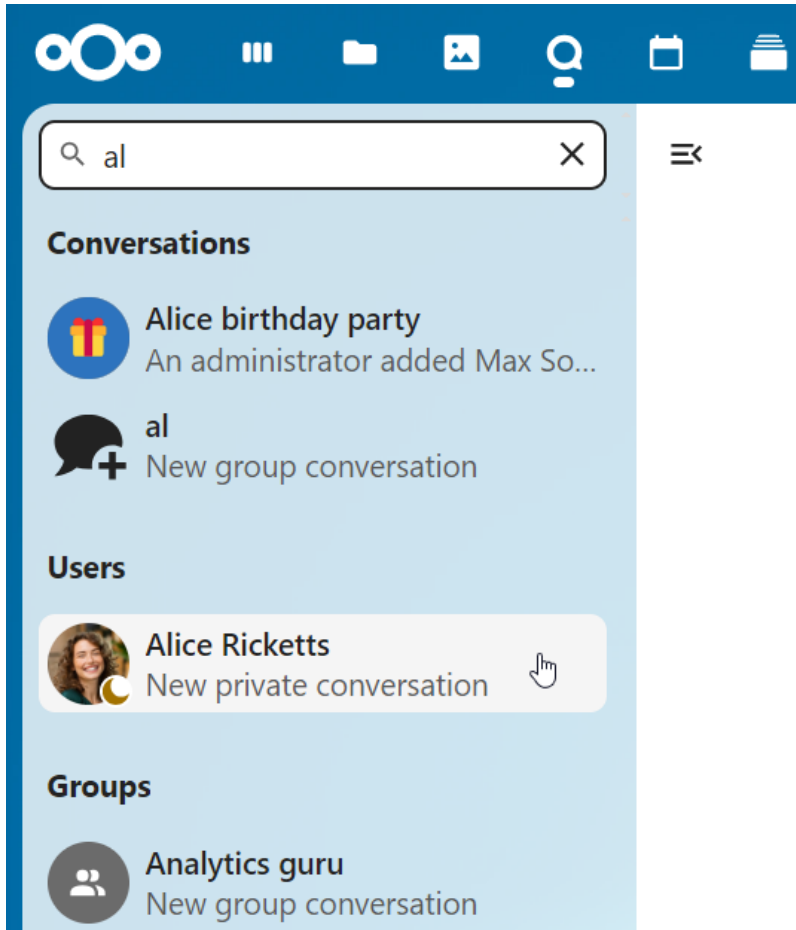 al
Conversations
Alice birthday party
An administrator added Max So...
al
New group conversation
Users
Alice Ricketts
New private conversation
Groups
Analytics guru
New group conversation